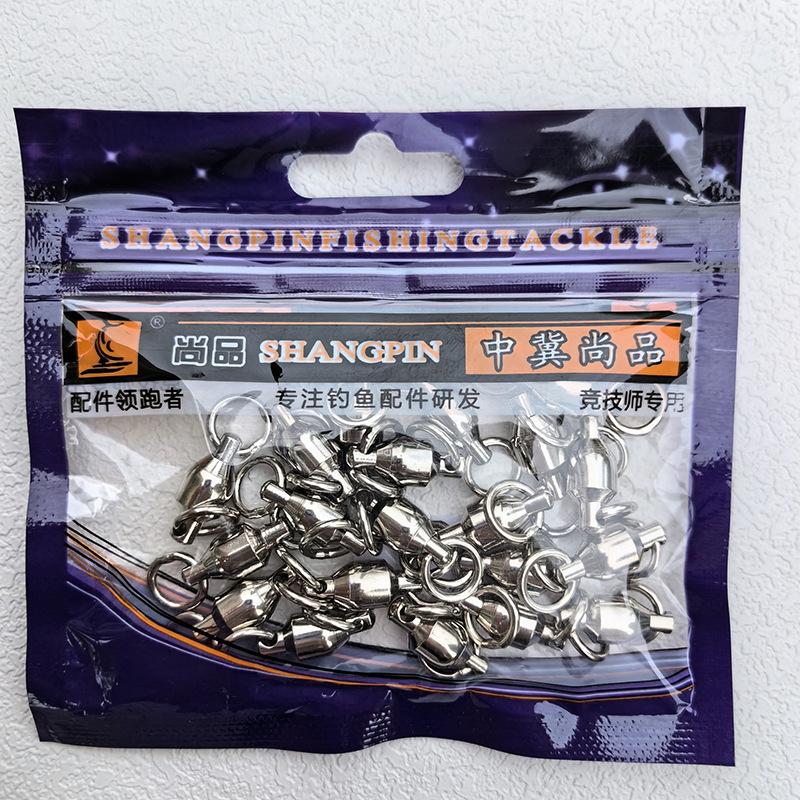 SHANGPINFISHINGTACKLE
® 尚品 SHANGPIN 中冀尚品
配件领跑者 专注钓鱼配件研发 竞技师专用